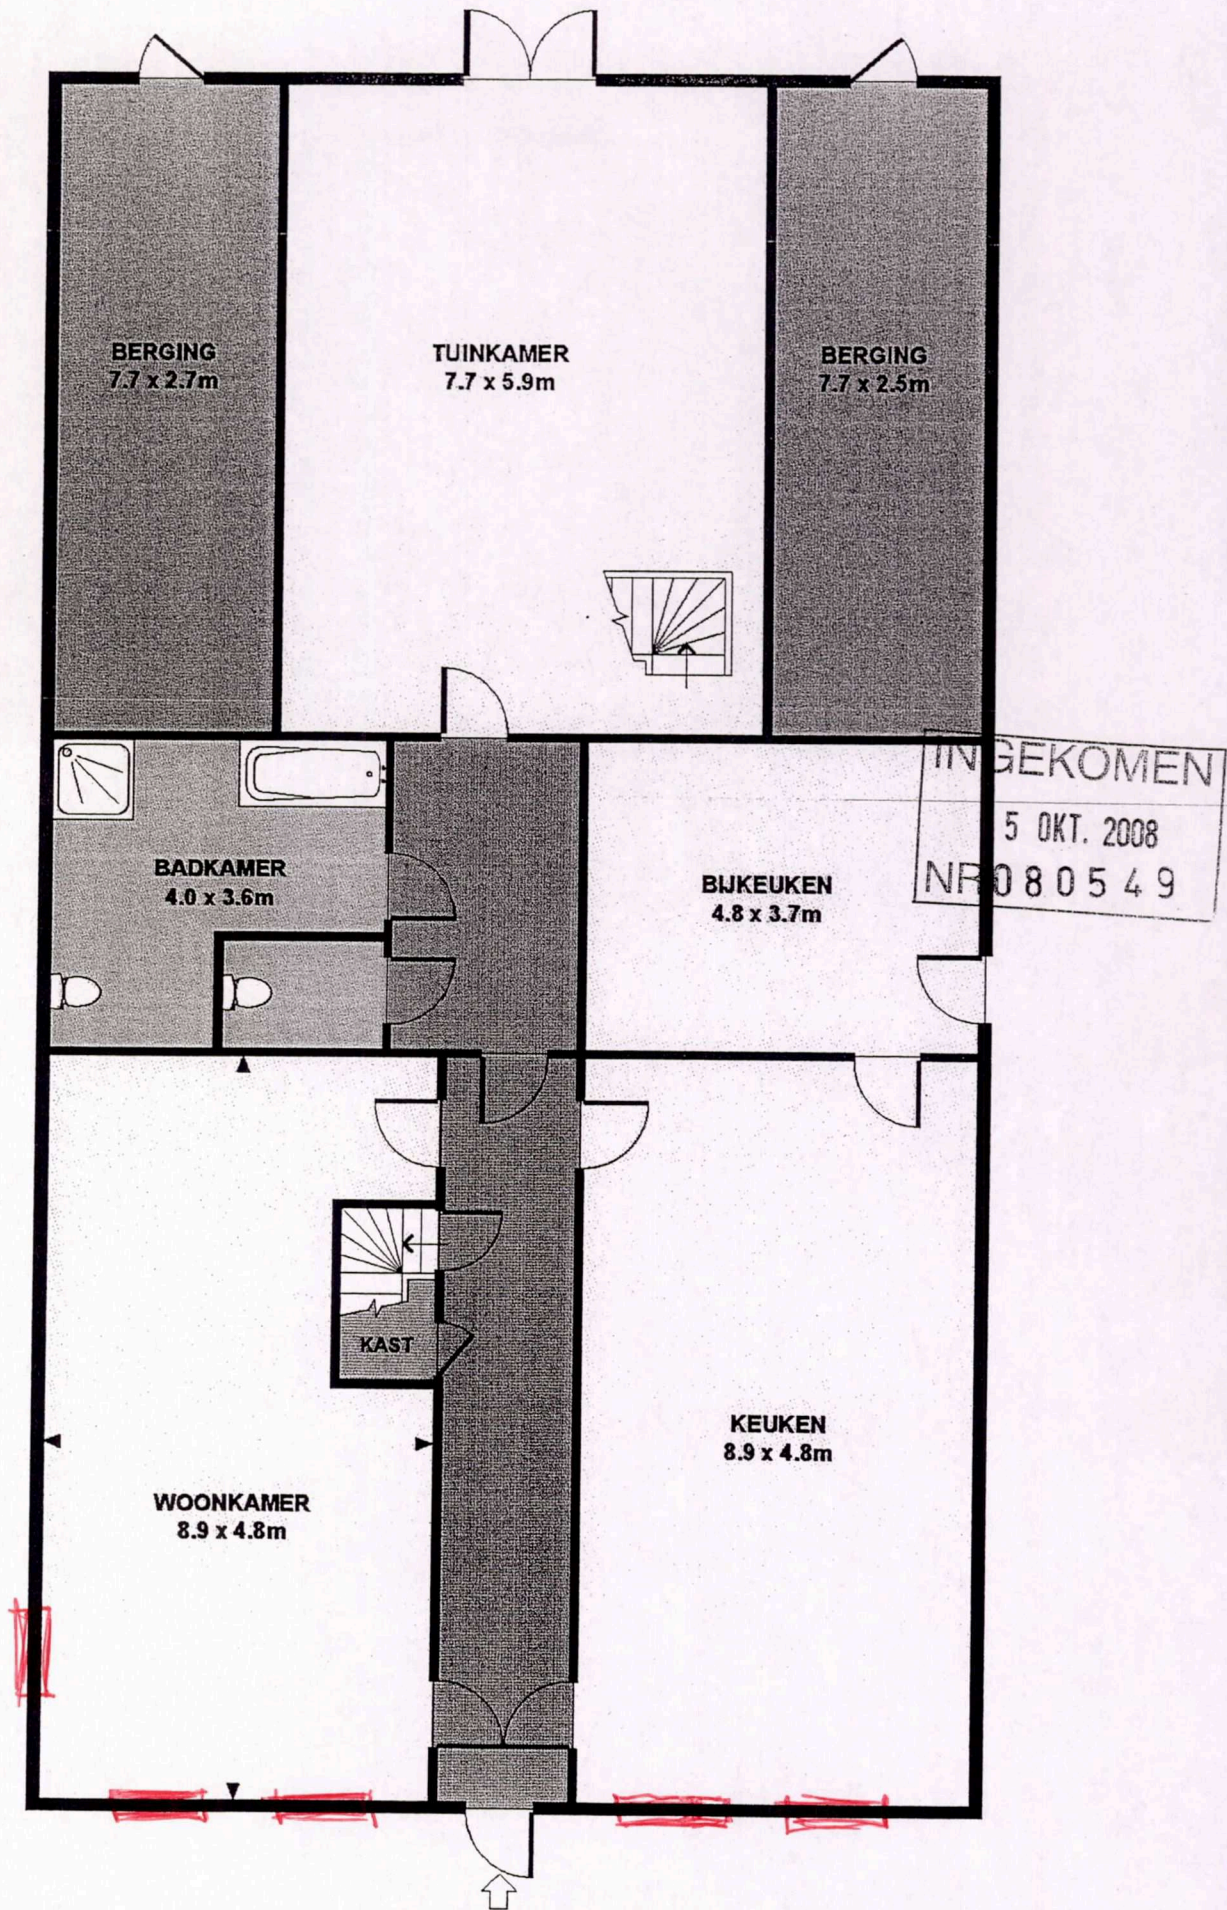 BERGING
7.7 x 2.7m
TUINKAMER
7.7 x 5.9m
BERGING
7.7 x 2.5m
INGEKOMEN
5 OKT. 2008
NR080549
BADKAMER
4.0 x 3.6m
BIJKEUKEN
4.8 x 3.7m
KAST
WOONKAMER
8.9 x 4.8m
KEUKEN
8.9 x 4.8m